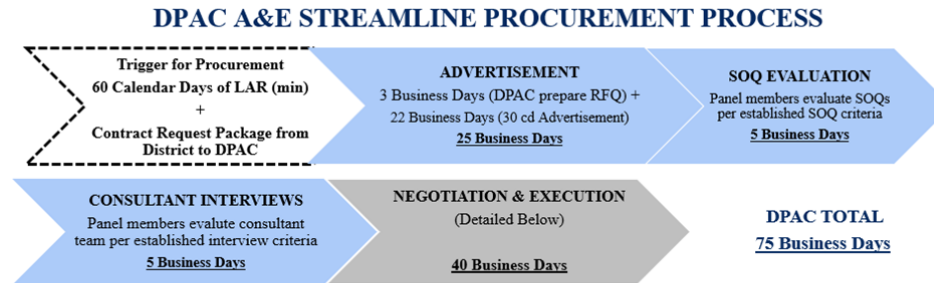 DPAC A&E STREAMLINE PROCUREMENT PROCESS
Trigger for Procurement
60 Calendar Days of LAR (min)
+
Contract Request Package from
District to DPAC
ADVERTISEMENT
3 Business Days (DPAC prepare RFQ) +
22 Business Days (30 cd Advertisement)
25 Business Days
SOQ EVALUATION
Panel members evaluate SOQs
per established SOQ criteria
5 Business Days
CONSULTANT INTERVIEWS
Panel members evalute consultant
team per established interview criteria
5 Business Days
NEGOTIATION & EXECUTION
(Detailed Below)
40 Business Days
DPAC TOTAL
75 Business Days